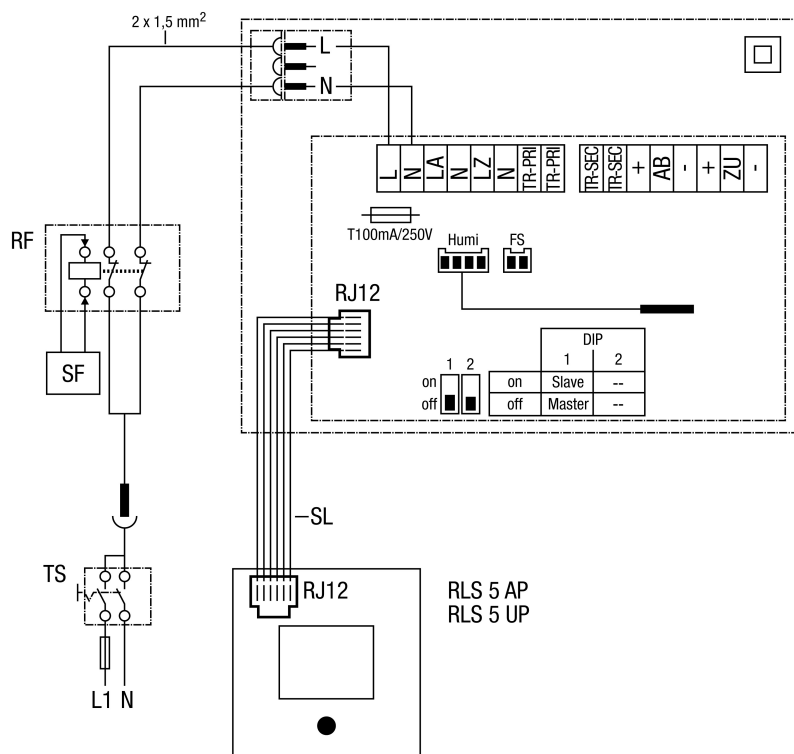 2 x 1,5 mm²
L
N
L
N
LA
N
LZ
N
TR-PRI
TR-PRI
TR-SEC
TR-SEC
+
AB
-
+
ZU
-
T100mA/250V
Humi
FS
RF
SF
RJ12
DIP
1 2
1 2
on
off
on Slave --
off Master --
SL
TS
RJ12
RLS 5 AP
RLS 5 UP
L1 N